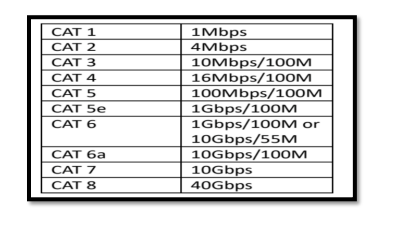 CAT 1 1Mbps
CAT 2 4Mbps
CAT 3 10Mbps/100M
CAT 4 16Mbps/100M
CAT 5 100Mbps/100M
CAT 5e 1Gbps/100M
CAT 6 1Gbps/100M or
10Gbps/55M
CAT 6a 10Gbps/100M
CAT 7 10Gbps
CAT 8 40Gbps